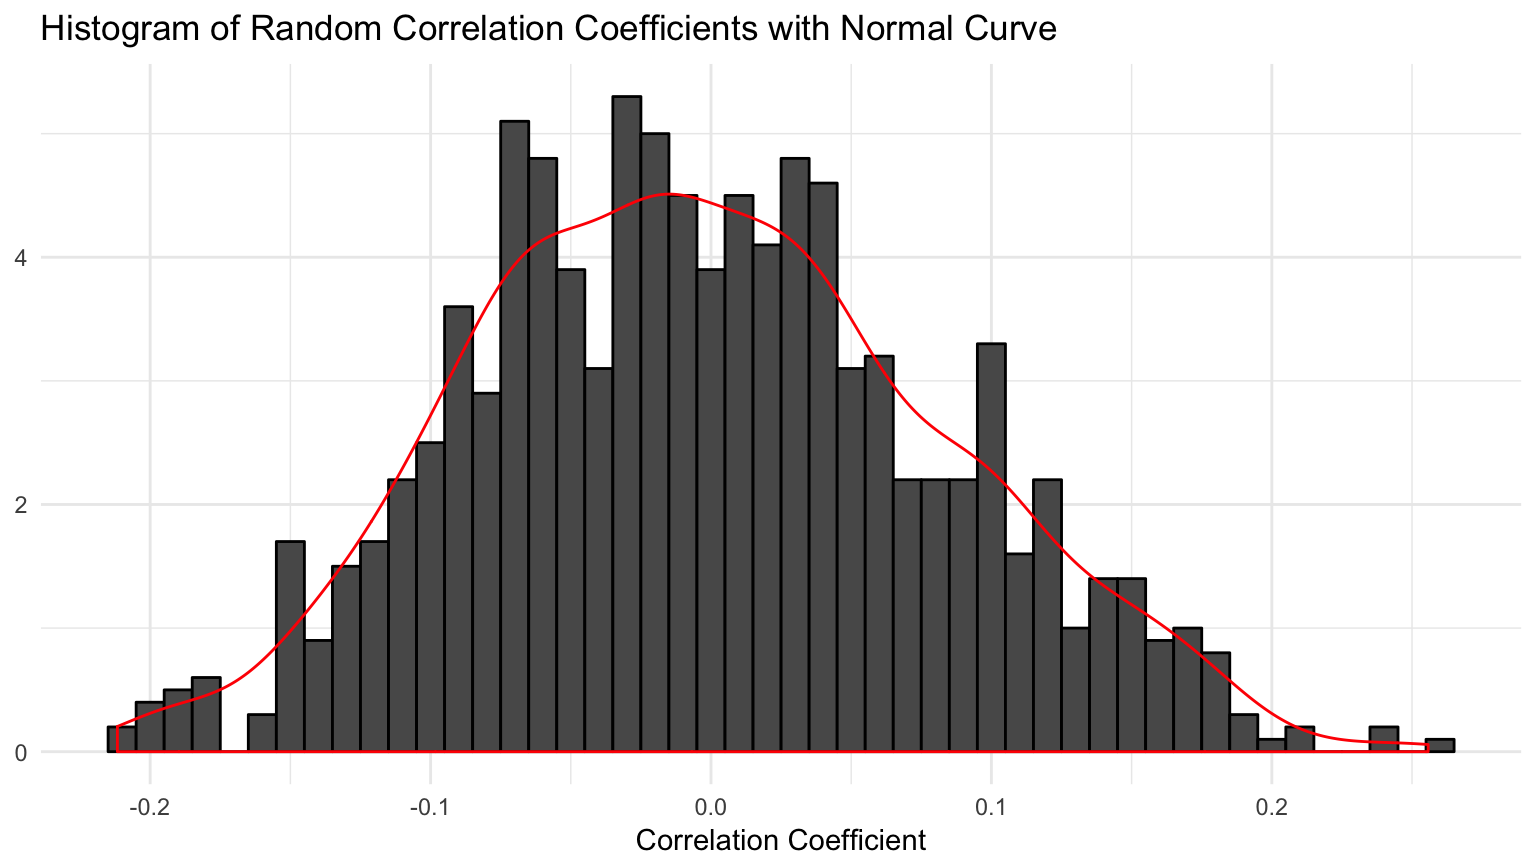 Histogram of Random Correlation Coefficients with Normal Curve
4
2
0
-0.2 -0.1 0.0 0.1 0.2
Correlation Coefficient